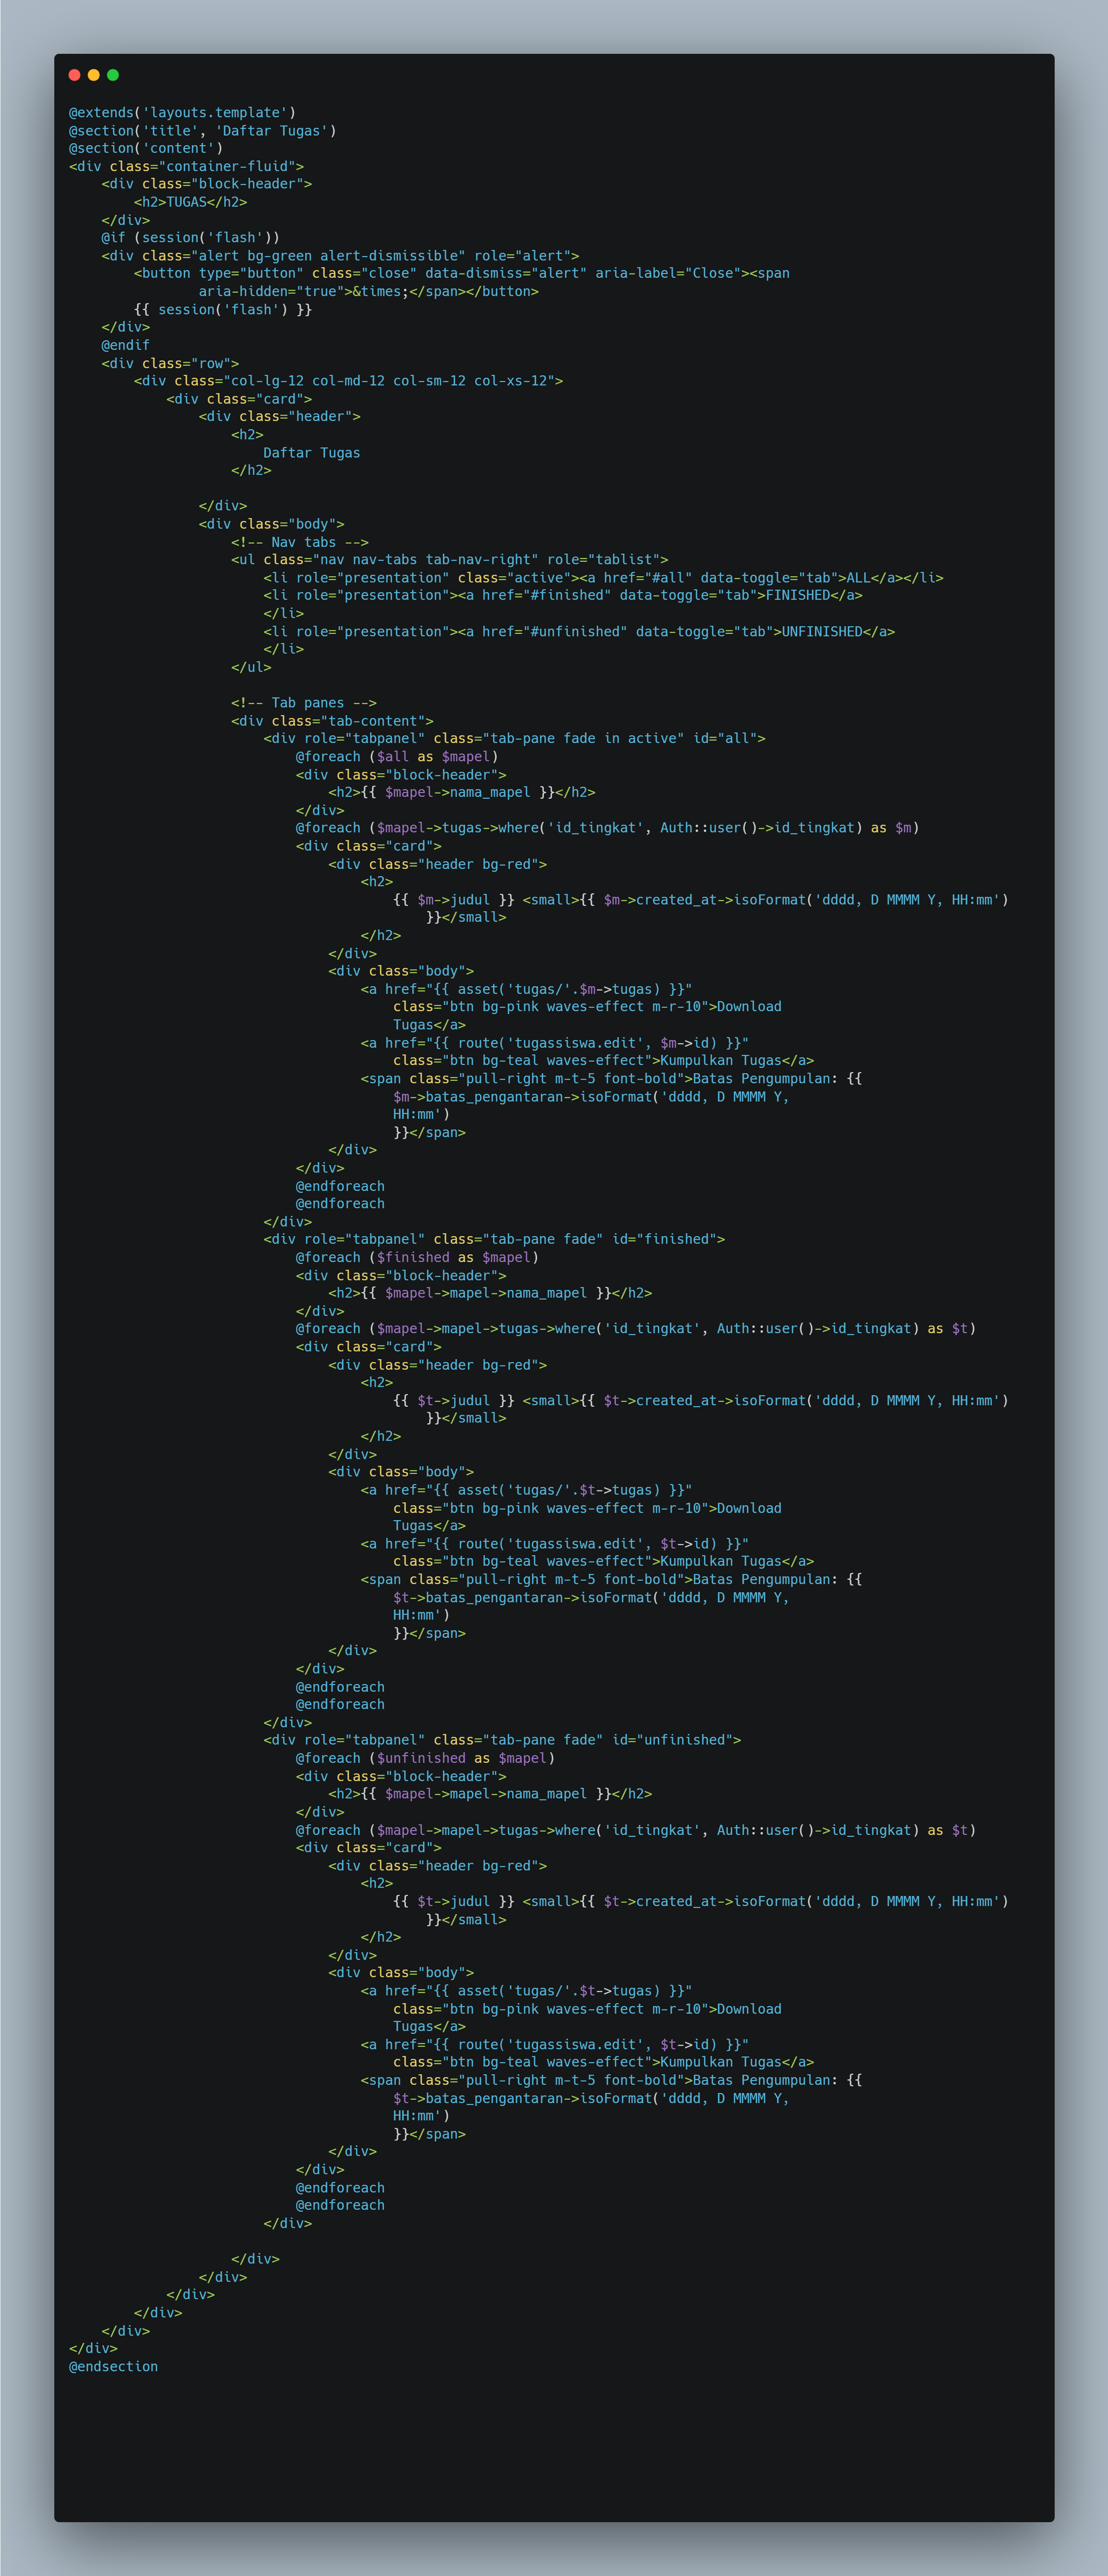 @extends('layouts.template')
@section('title', 'Daftar Tugas')
@section('content')
<div class="container-fluid">
    <div class="block-header">
        <h2>TUGAS</h2>
    </div>
    @if (session('flash'))
    <div class="alert bg-green alert-dismissible" role="alert">
        <button type="button" class="close" data-dismiss="alert" aria-label="Close"><span
                aria-hidden="true">&times;</span></button>
        {{ session('flash') }}
    </div>
    @endif
    <div class="row">
        <div class="col-lg-12 col-md-12 col-sm-12 col-xs-12">
            <div class="card">
                <div class="header">
                    <h2>
                        Daftar Tugas
                    </h2>

                </div>
                <div class="body">
                    <!-- Nav tabs -->
                    <ul class="nav nav-tabs tab-nav-right" role="tablist">
                        <li role="presentation" class="active"><a href="#all" data-toggle="tab">ALL</a></li>
                        <li role="presentation"><a href="#finished" data-toggle="tab">FINISHED</a>
                        </li>
                        <li role="presentation"><a href="#unfinished" data-toggle="tab">UNFINISHED</a>
                        </li>
                    </ul>

                    <!-- Tab panes -->
                    <div class="tab-content">
                        <div role="tabpanel" class="tab-pane fade in active" id="all">
                            @foreach ($all as $mapel)
                            <div class="block-header">
                                <h2>{{ $mapel->nama_mapel }}</h2>
                            </div>
                            @foreach ($mapel->tugas->where('id_tingkat', Auth::user()->id_tingkat) as $m)
                            <div class="card">
                                <div class="header bg-red">
                                    <h2>
                                        {{ $m->judul }} <small>{{ $m->created_at->isoFormat('dddd, D MMMM Y, HH:mm')
                                            }}</small>
                                    </h2>
                                </div>
                                <div class="body">
                                    <a href="{{ asset('tugas/'.$m->tugas) }}"
                                        class="btn bg-pink waves-effect m-r-10">Download
                                        Tugas</a>
                                    <a href="{{ route('tugassiswa.edit', $m->id) }}"
                                        class="btn bg-teal waves-effect">Kumpulkan Tugas</a>
                                    <span class="pull-right m-t-5 font-bold">Batas Pengumpulan: {{
                                        $m->batas_pengantaran->isoFormat('dddd, D MMMM Y,
                                        HH:mm')
                                        }}</span>
                                </div>
                            </div>
                            @endforeach
                            @endforeach
                        </div>
                        <div role="tabpanel" class="tab-pane fade" id="finished">
                            @foreach ($finished as $mapel)
                            <div class="block-header">
                                <h2>{{ $mapel->mapel->nama_mapel }}</h2>
                            </div>
                            @foreach ($mapel->mapel->tugas->where('id_tingkat', Auth::user()->id_tingkat) as $t)
                            <div class="card">
                                <div class="header bg-red">
                                    <h2>
                                        {{ $t->judul }} <small>{{ $t->created_at->isoFormat('dddd, D MMMM Y, HH:mm')
                                            }}</small>
                                    </h2>
                                </div>
                                <div class="body">
                                    <a href="{{ asset('tugas/'.$t->tugas) }}"
                                        class="btn bg-pink waves-effect m-r-10">Download
                                        Tugas</a>
                                    <a href="{{ route('tugassiswa.edit', $t->id) }}"
                                        class="btn bg-teal waves-effect">Kumpulkan Tugas</a>
                                    <span class="pull-right m-t-5 font-bold">Batas Pengumpulan: {{
                                        $t->batas_pengantaran->isoFormat('dddd, D MMMM Y,
                                        HH:mm')
                                        }}</span>
                                </div>
                            </div>
                            @endforeach
                            @endforeach
                        </div>
                        <div role="tabpanel" class="tab-pane fade" id="unfinished">
                            @foreach ($unfinished as $mapel)
                            <div class="block-header">
                                <h2>{{ $mapel->mapel->nama_mapel }}</h2>
                            </div>
                            @foreach ($mapel->mapel->tugas->where('id_tingkat', Auth::user()->id_tingkat) as $t)
                            <div class="card">
                                <div class="header bg-red">
                                    <h2>
                                        {{ $t->judul }} <small>{{ $t->created_at->isoFormat('dddd, D MMMM Y, HH:mm')
                                            }}</small>
                                    </h2>
                                </div>
                                <div class="body">
                                    <a href="{{ asset('tugas/'.$t->tugas) }}"
                                        class="btn bg-pink waves-effect m-r-10">Download
                                        Tugas</a>
                                    <a href="{{ route('tugassiswa.edit', $t->id) }}"
                                        class="btn bg-teal waves-effect">Kumpulkan Tugas</a>
                                    <span class="pull-right m-t-5 font-bold">Batas Pengumpulan: {{
                                        $t->batas_pengantaran->isoFormat('dddd, D MMMM Y,
                                        HH:mm')
                                        }}</span>
                                </div>
                            </div>
                            @endforeach
                            @endforeach
                        </div>

                    </div>
                </div>
            </div>
        </div>
    </div>
</div>
@endsection